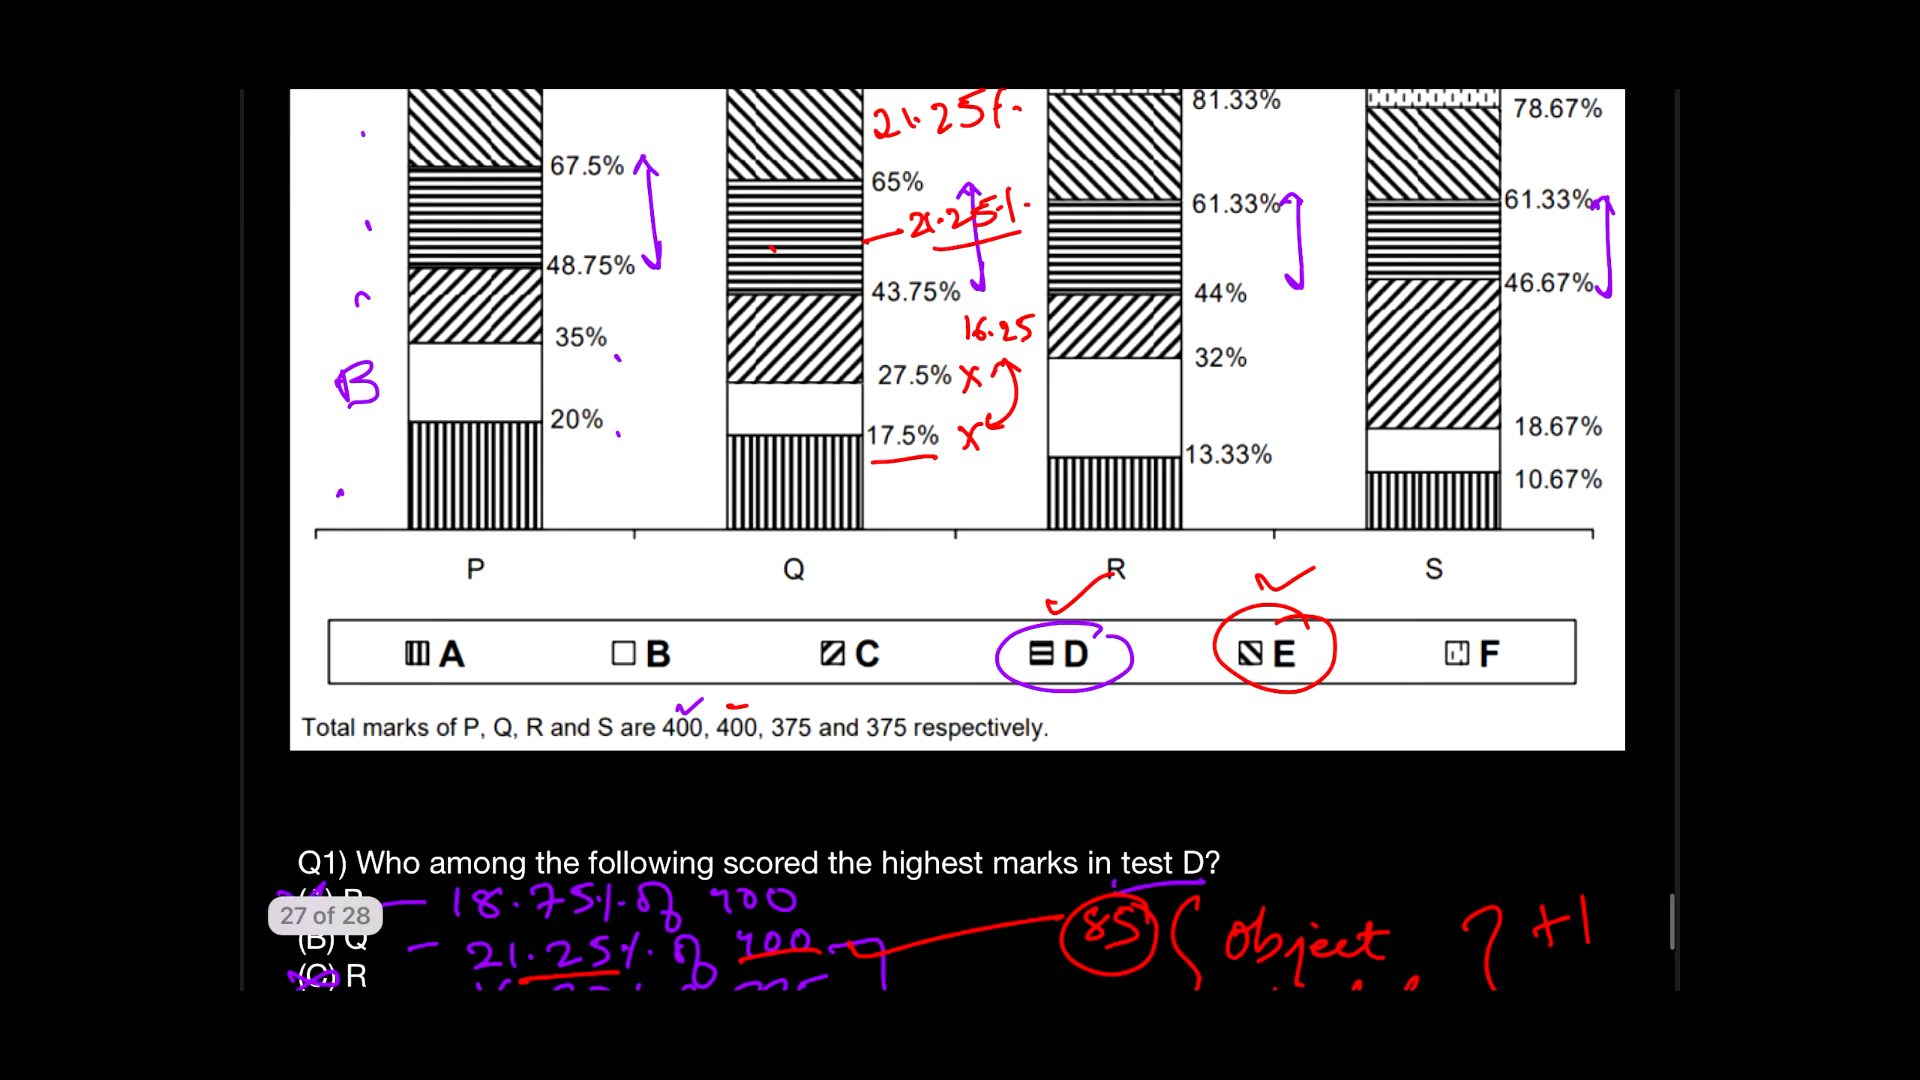 81.33%
78.67%
21.25%
67.5%
65%
61.33%
61.33%
21.25%
48.75%
43.75%
44%
46.67%
16.25
35%
32%
B
27.5% x
20%
17.5% x
18.67%
13.33%
10.67%
P Q R S
A B C D E F
Total marks of P, Q, R and S are 400, 400, 375 and 375 respectively.
Q1) Who among the following scored the highest marks in test D?
18.75% of 400
27 of 28
(B) Q - 21.25% of 400 85 ( object ? +1
(C) R